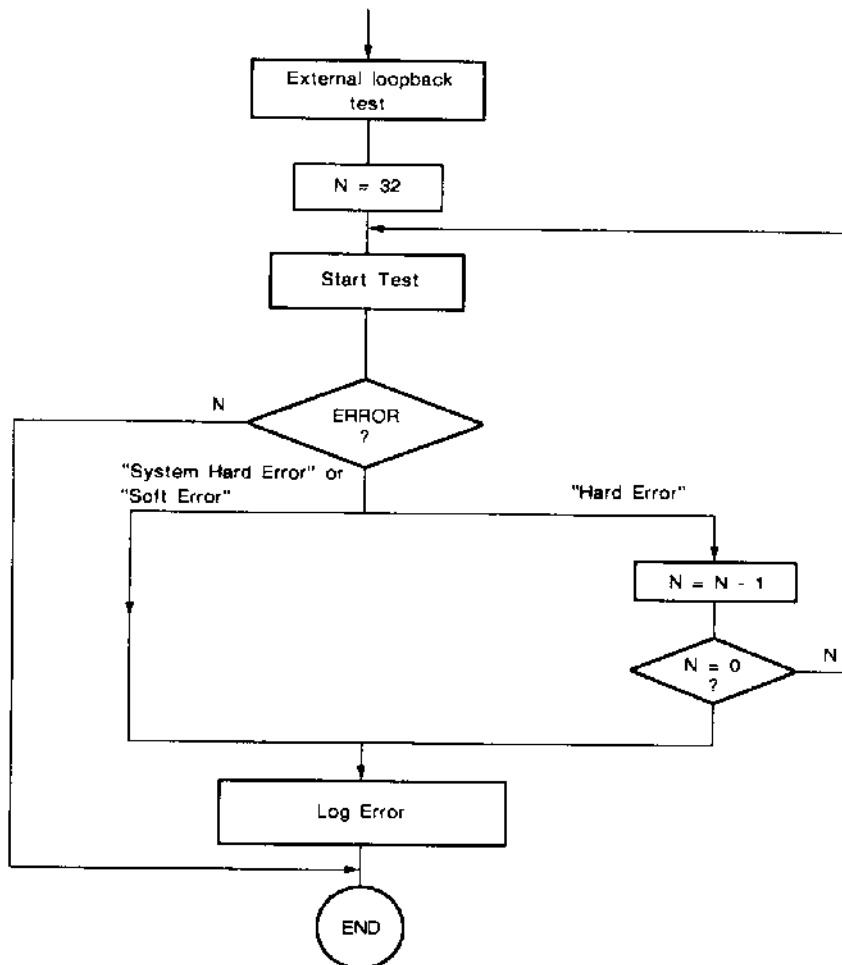 External loopback
test
N = 32
Start Test
N
ERROR
?
"System Hard Error" or
"Soft Error"
"Hard Error"
N = N - 1
N = 0
?
N
Log Error
END